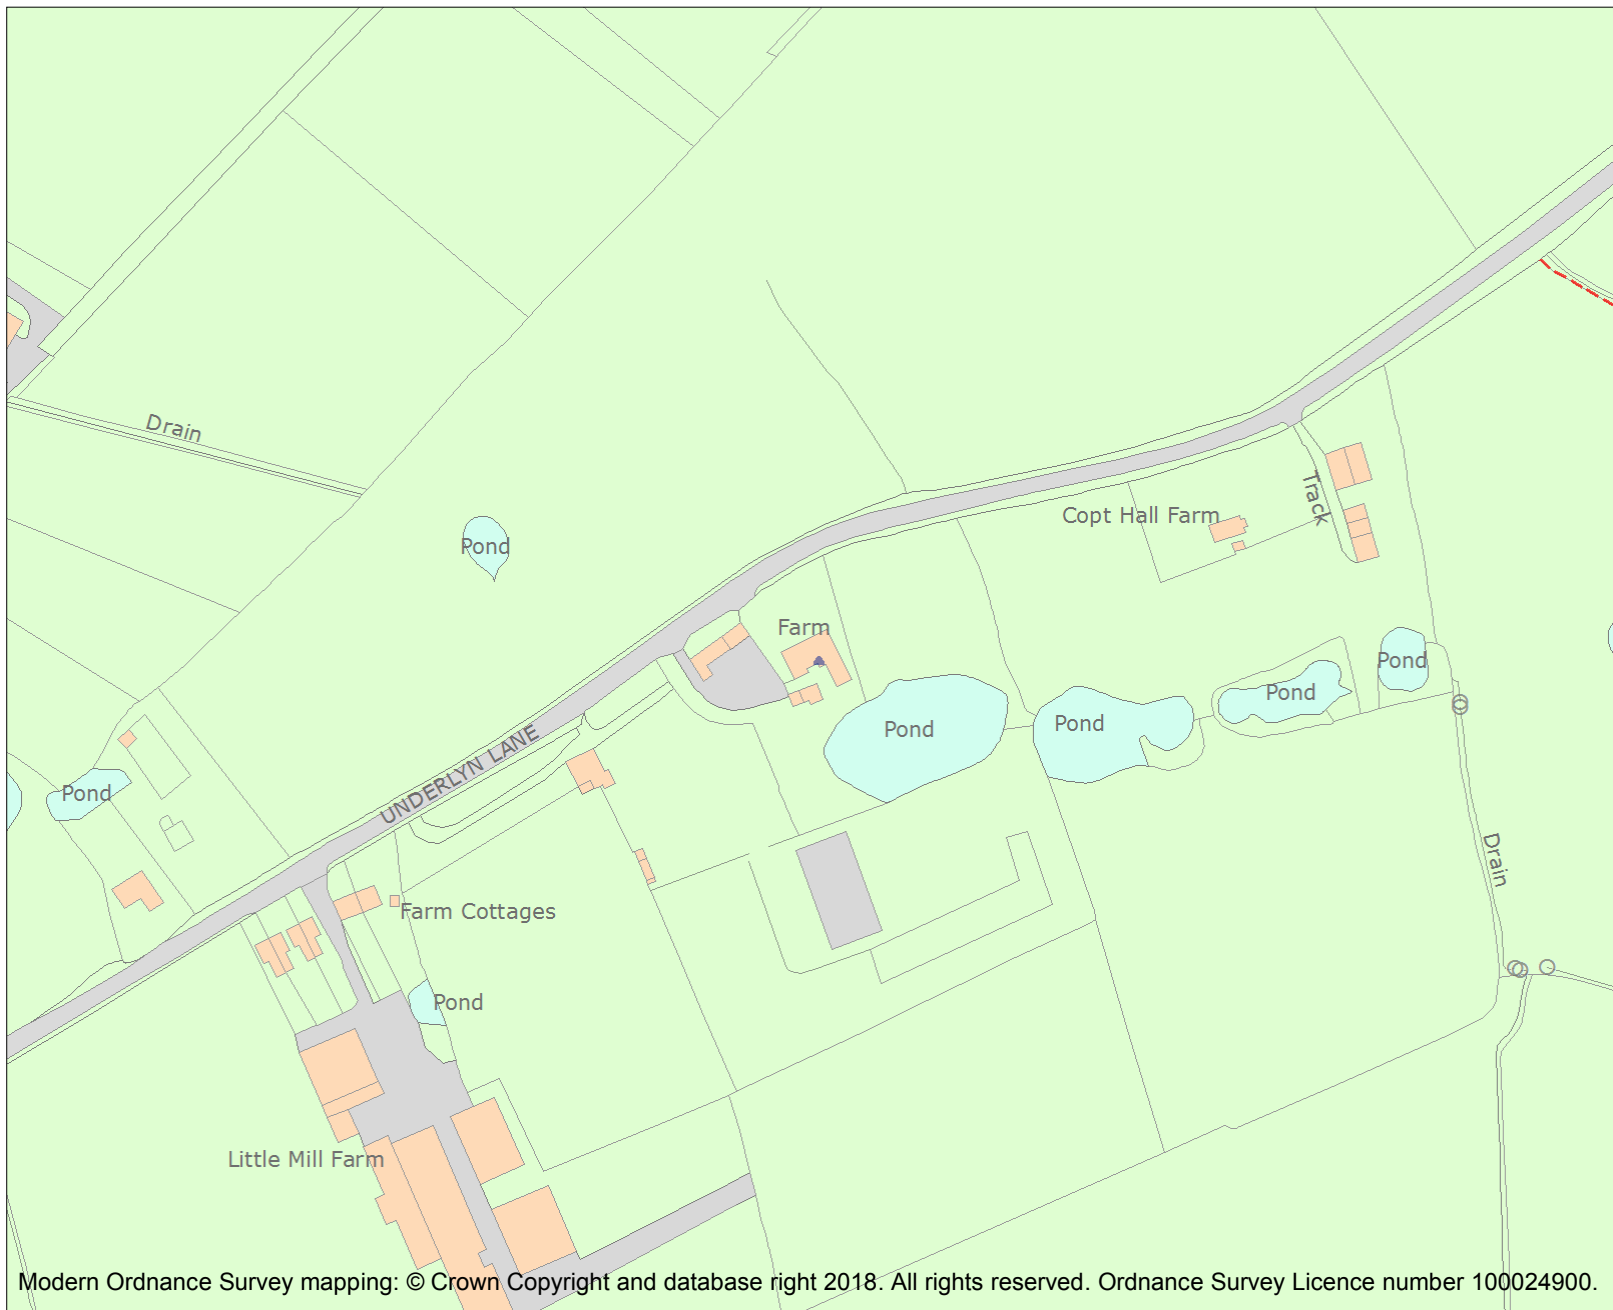 Drain
Pond
Copt Hall Farm
Track
Farm
Pond
Pond
Pond
Pond
UNDERLYN LANE
Pond
Drain
Farm Cottages
Pond
Little Mill Farm
Modern Ordnance Survey mapping: © Crown Copyright and database right 2018. All rights reserved. Ordnance Survey Licence number 100024900.